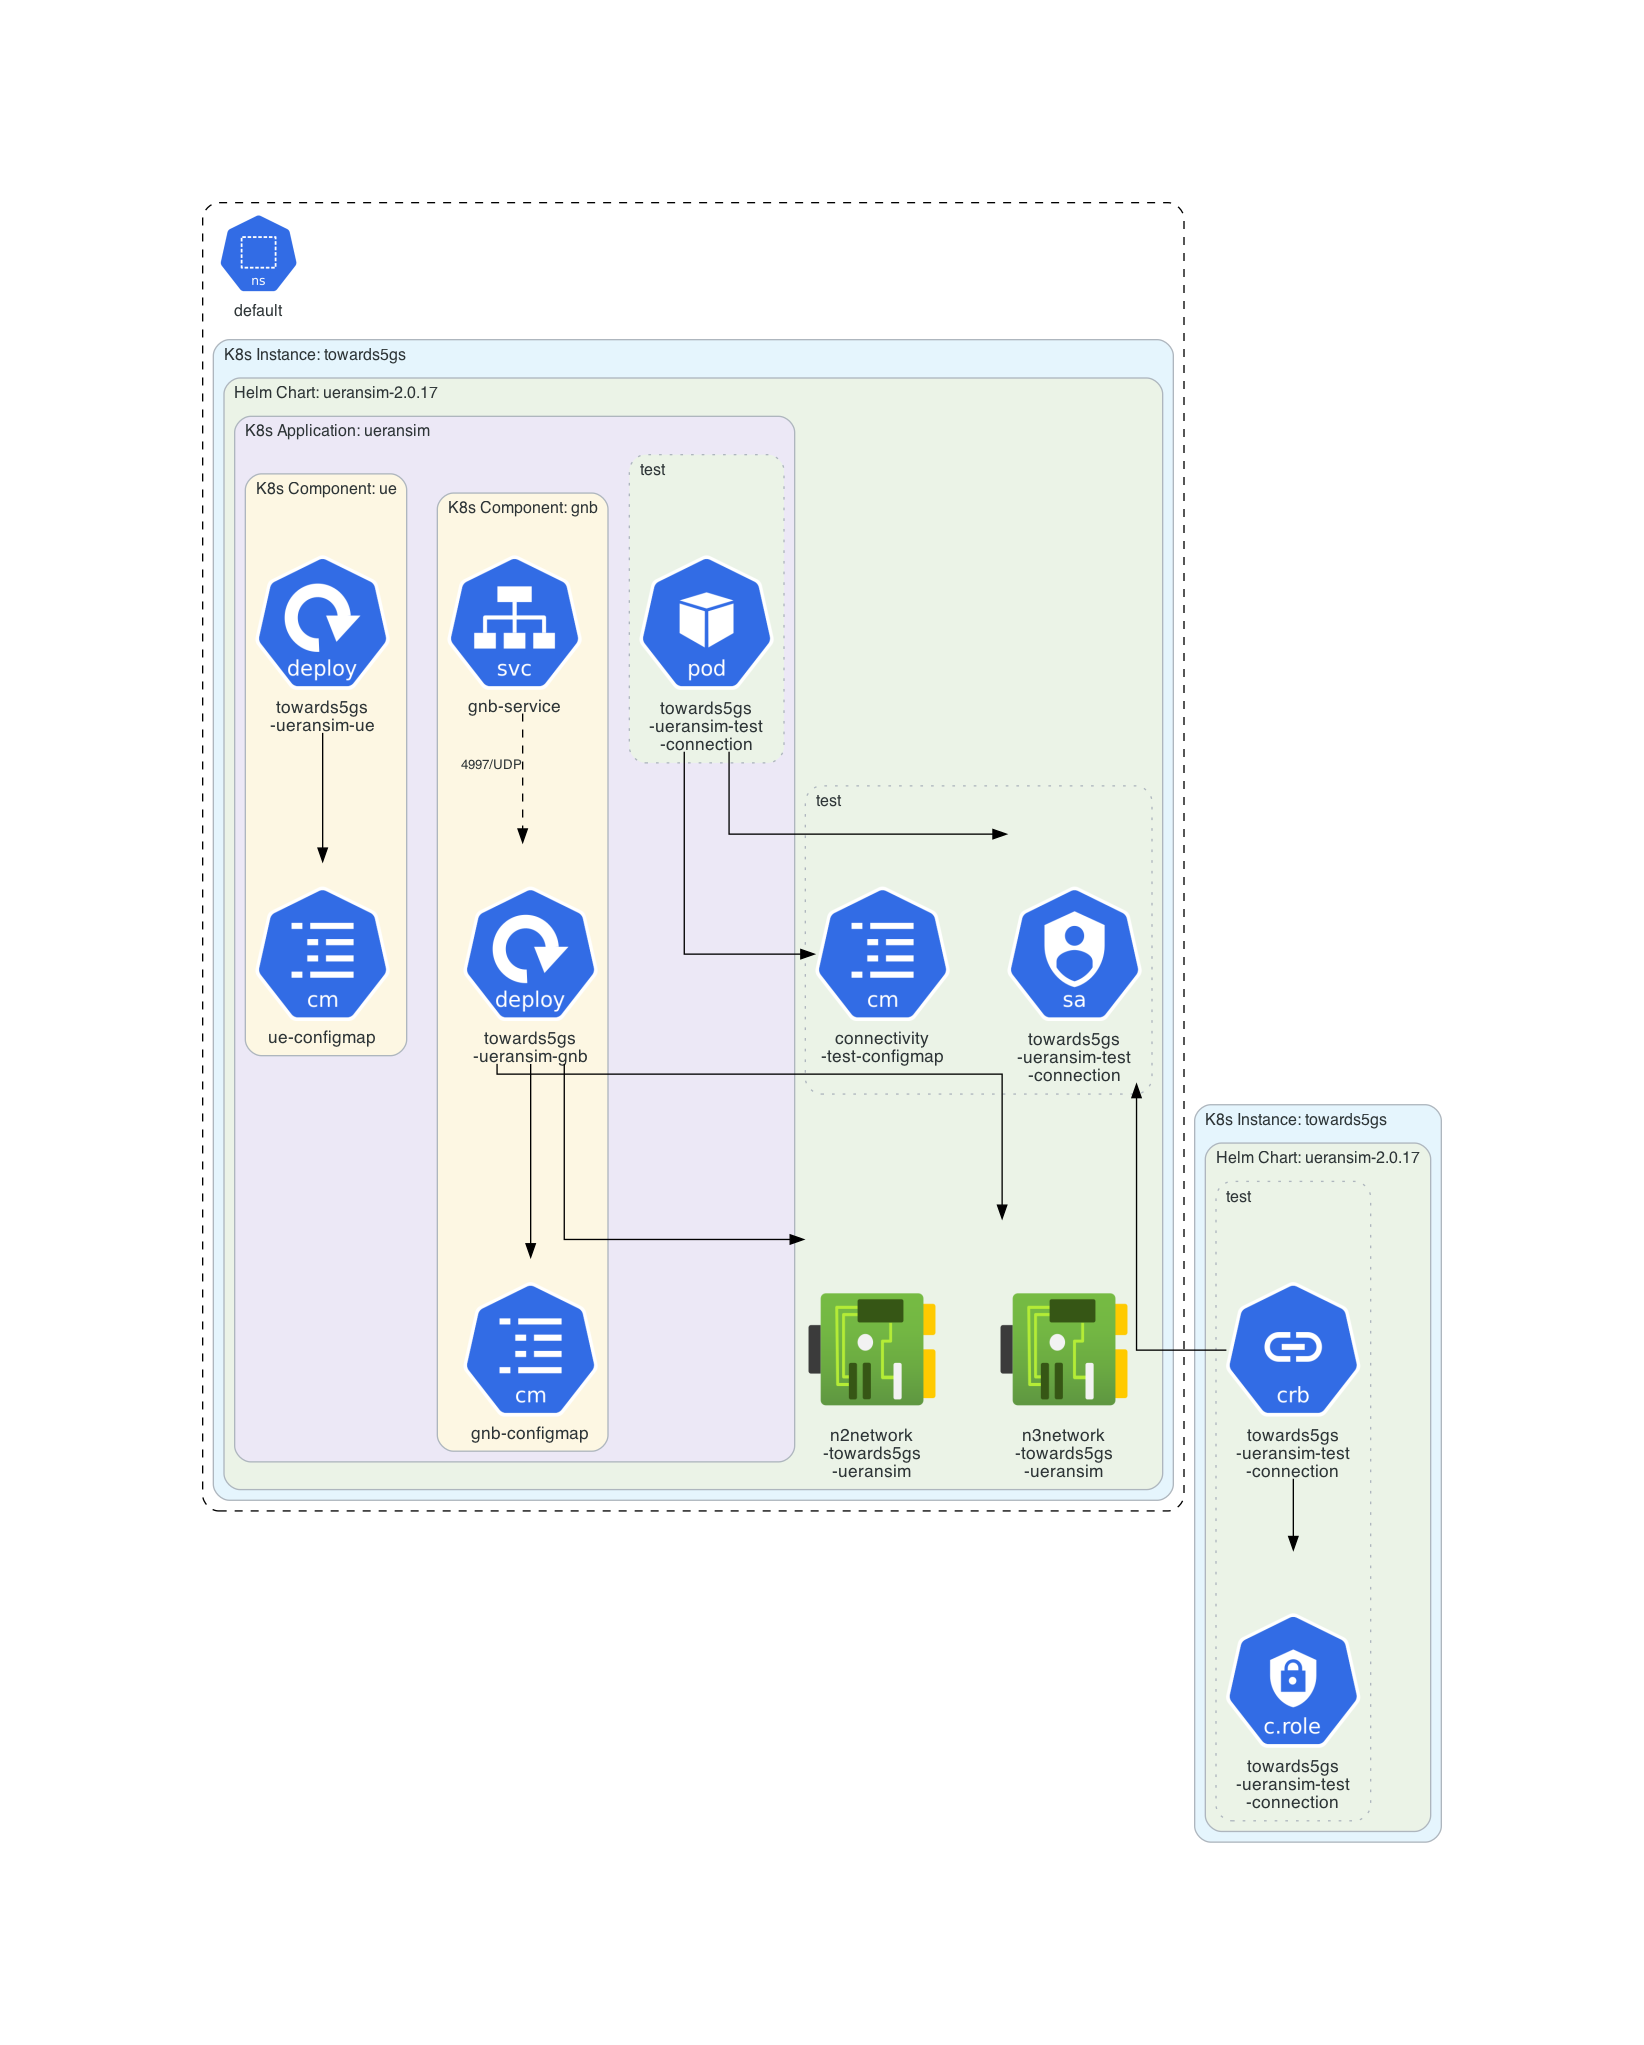 ns
default
K8s Instance: towards5gs
Helm Chart: ueransim-2.0.17
K8s Application: ueransim
K8s Component: ue
deploy
towards5gs
-ueransim-ue
cm
ue-configmap
K8s Component: gnb
svc
gnb-service
4997/UDP
deploy
towards5gs
-ueransim-gnb
cm
gnb-configmap
test
pod
towards5gs
-ueransim-test
-connection
test
cm
connectivity
-test-configmap
sa
towards5gs
-ueransim-test
-connection
n2network
-towards5gs
-ueransim
n3network
-towards5gs
-ueransim
K8s Instance: towards5gs
Helm Chart: ueransim-2.0.17
test
crb
towards5gs
-ueransim-test
-connection
c.role
towards5gs
-ueransim-test
-connection